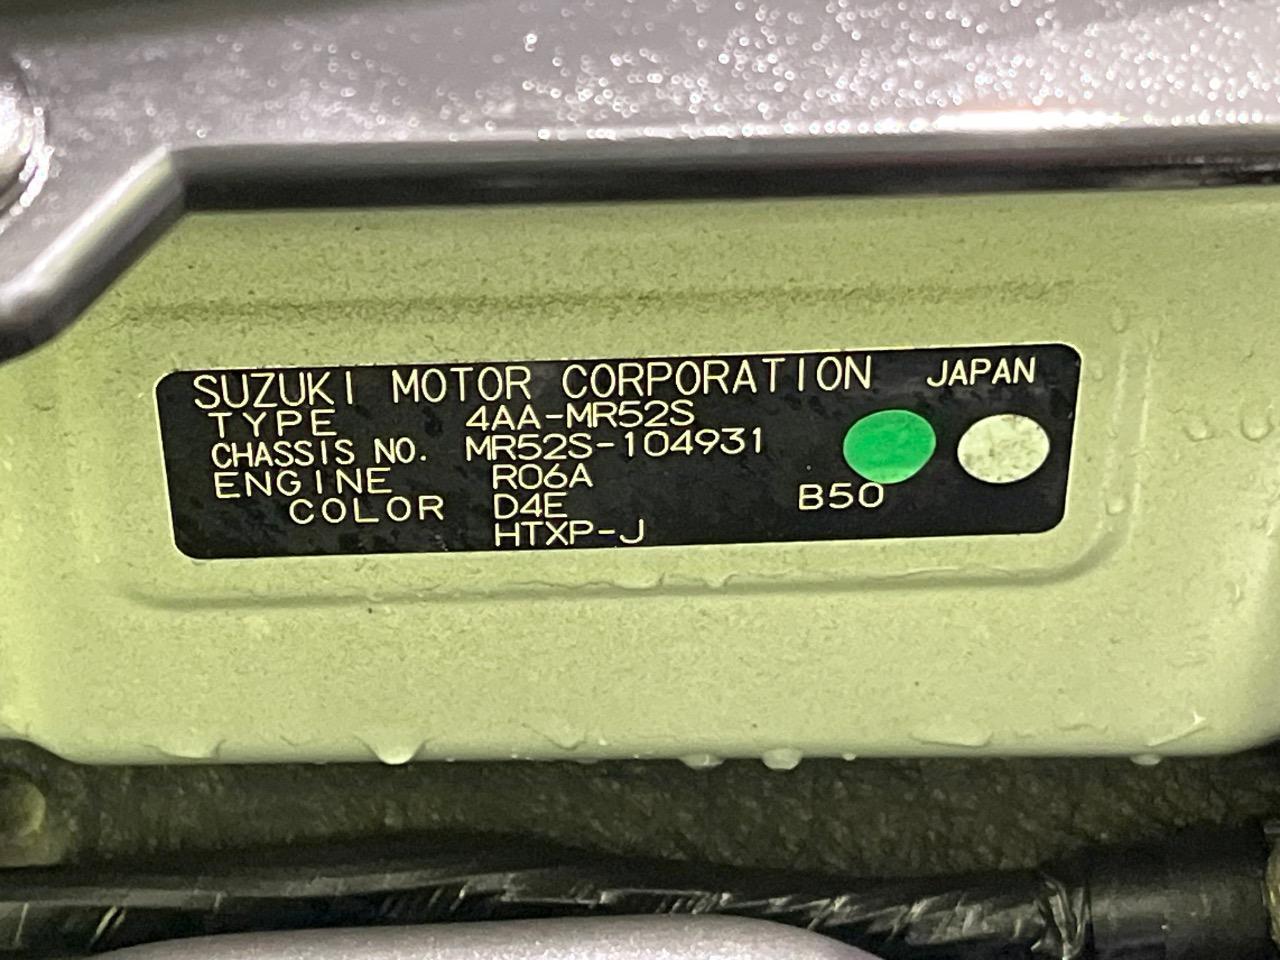 SUZUKI MOTOR CORPORATION JAPAN
TYPE 4AA-MR52S
CHASSIS NO. MR52S-104931
ENGINE R06A
COLOR D4E B50
HTXP-J